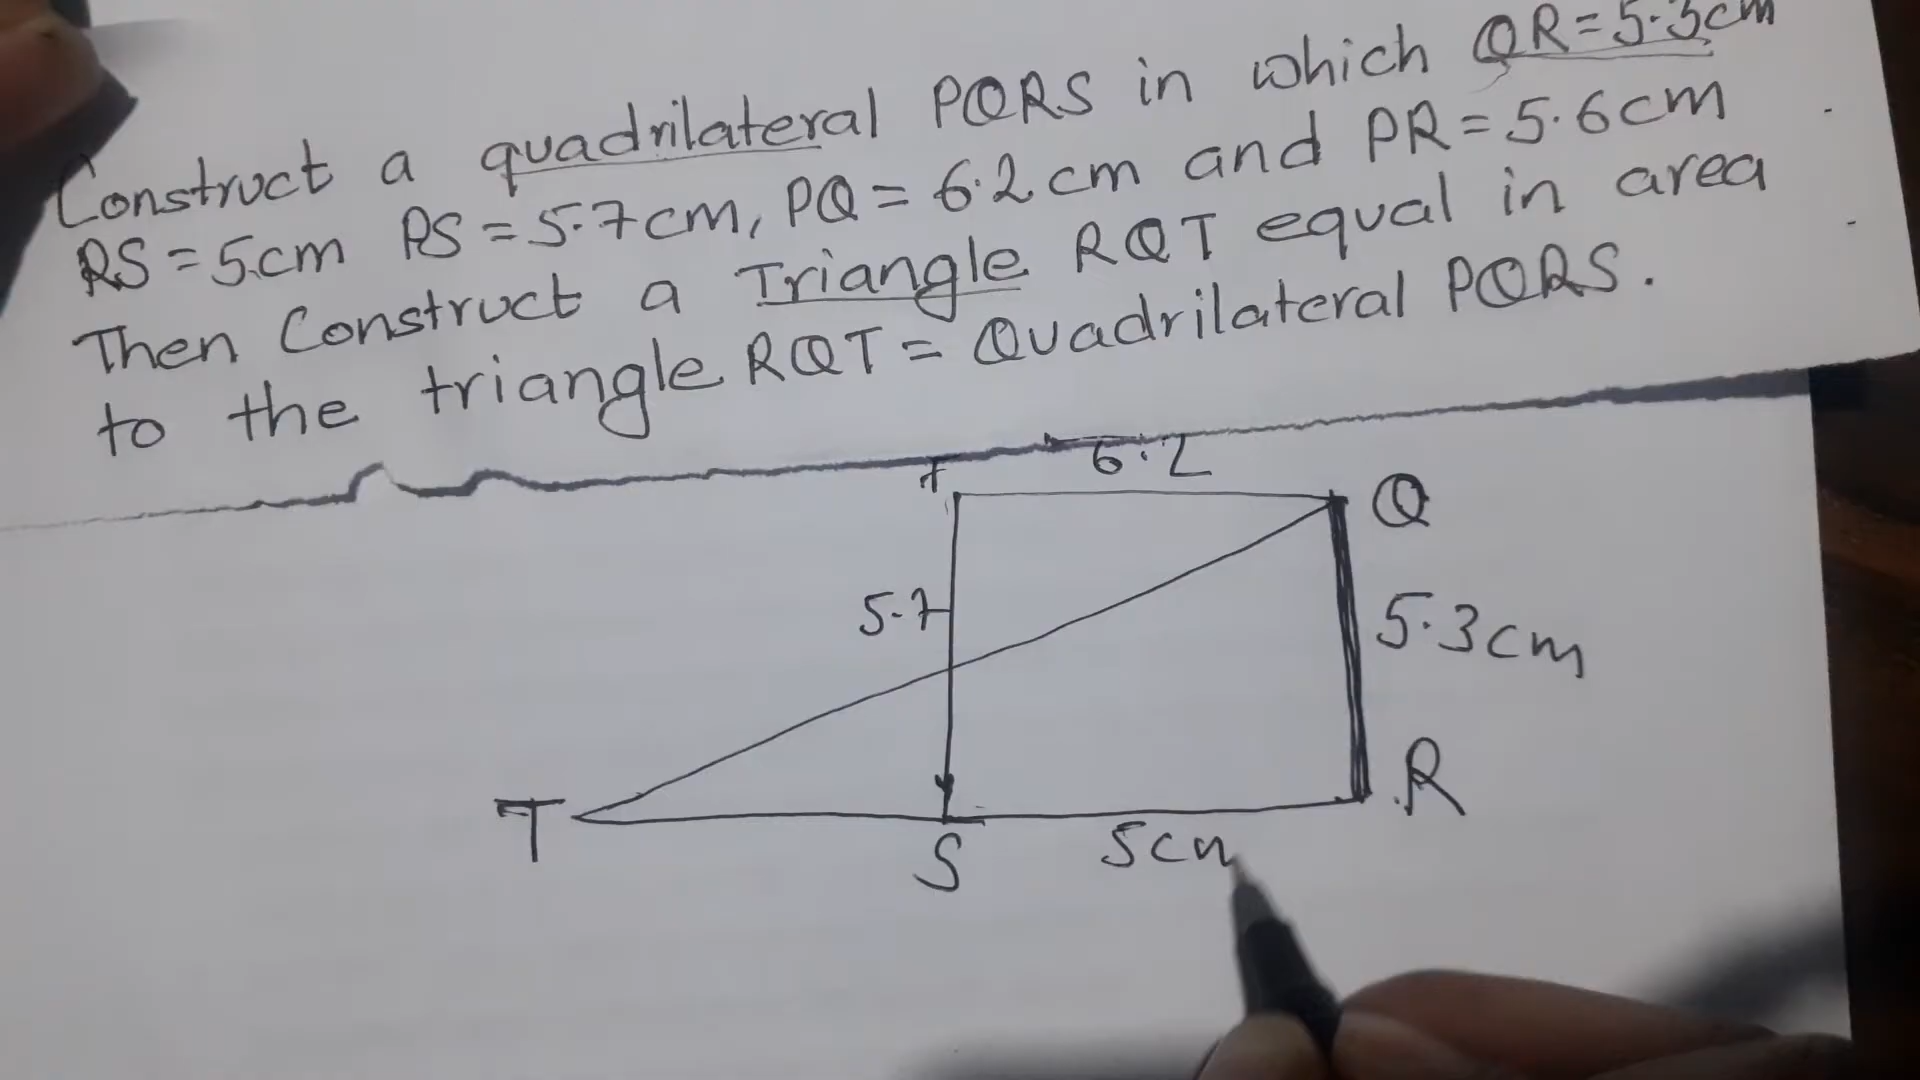 Construct a quadrilateral PQRS in which QR=5.3cm
RS=5cm PS=5.7cm, PQ=6.2cm and PR=5.6cm
Then Construct a Triangle RQT equal in area
to the triangle RQT = Quadrilateral PQRS.
6.2
Q
5.7
5.3cm
T
R
S
5cm